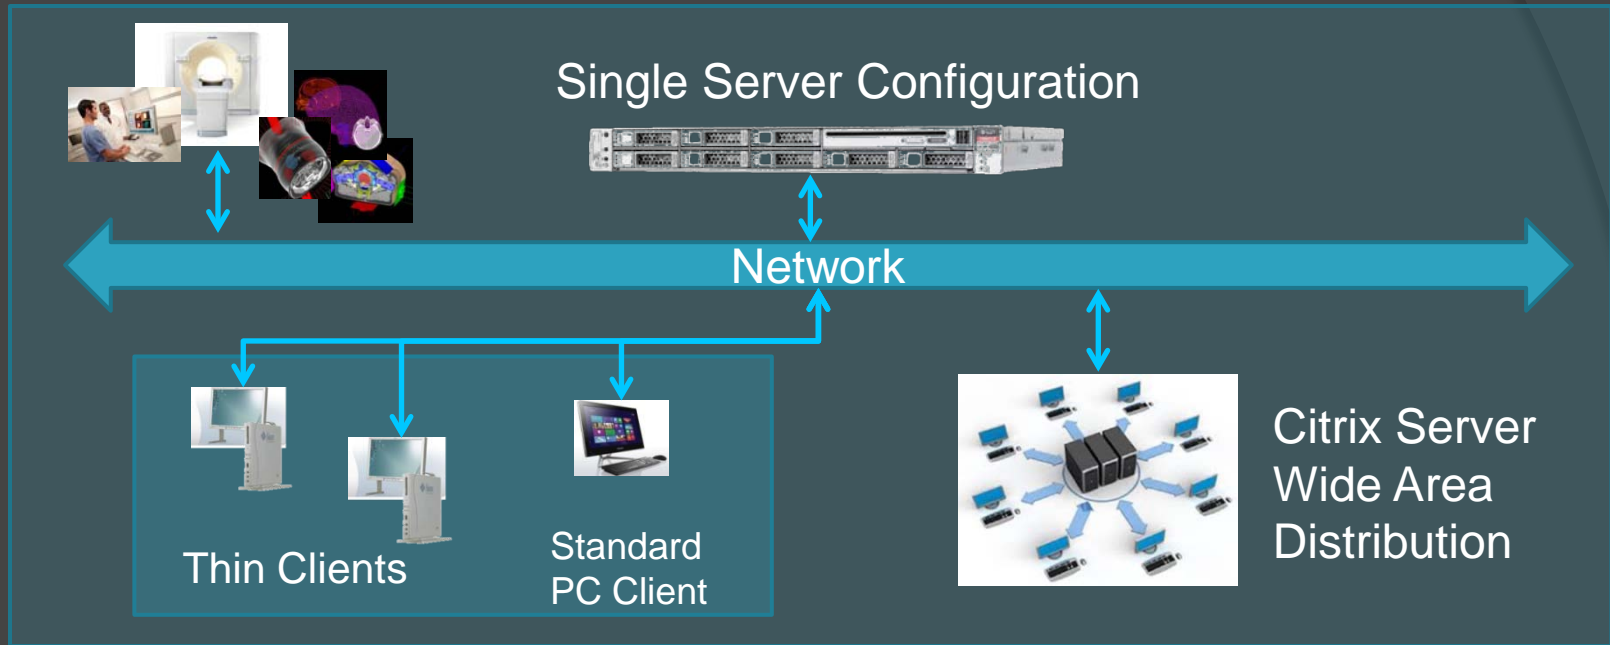 Single Server Configuration
Network
Thin Clients
Standard
PC Client
Citrix Server
Wide Area
Distribution